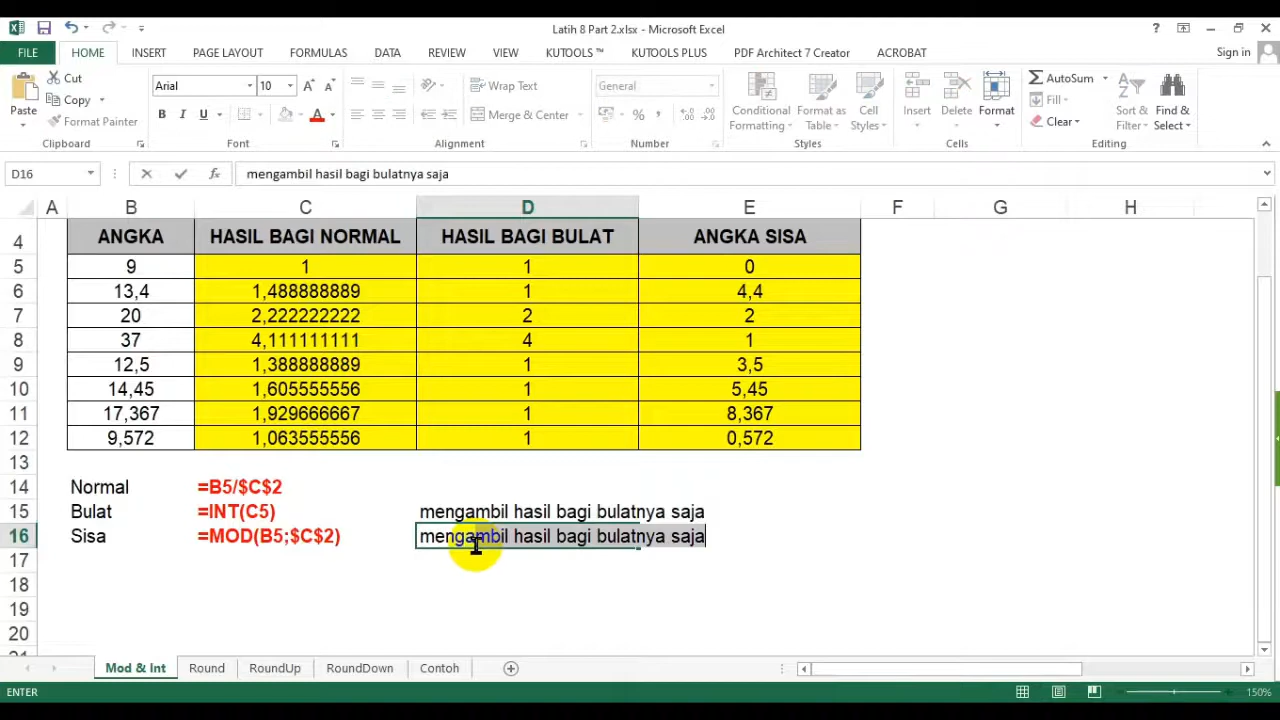 Latih 8 Part 2.xlsx - Microsoft Excel
FILE HOME INSERT PAGE LAYOUT FORMULAS DATA REVIEW VIEW KUTOOLS ™ KUTOOLS PLUS PDF Architect 7 Creator ACROBAT Sign in
Paste Cut Copy Format Painter
Clipboard
Arial 10
B I U
Font
Wrap Text
Merge & Center
Alignment
General
Number
Conditional Formatting Format as Table Cell Styles
Styles
Insert Delete Format
Cells
AutoSum Fill Clear Sort & Filter Find & Select
Editing
D16 fx mengambil hasil bagi bulatnya saja
A B C D E F G H
4 ANGKA HASIL BAGI NORMAL HASIL BAGI BULAT ANGKA SISA
5 9 1 1 0
6 13,4 1,488888889 1 4,4
7 20 2,222222222 2 2
8 37 4,111111111 4 1
9 12,5 1,388888889 1 3,5
10 14,45 1,605555556 1 5,45
11 17,367 1,929666667 1 8,367
12 9,572 1,063555556 1 0,572
13
14 Normal =B5/$C$2
15 Bulat =INT(C5) mengambil hasil bagi bulatnya saja
16 Sisa =MOD(B5;$C$2) mengambil hasil bagi bulatnya saja
17
18
19
20
Mod & Int Round RoundUp RoundDown Contoh
ENTER 150%